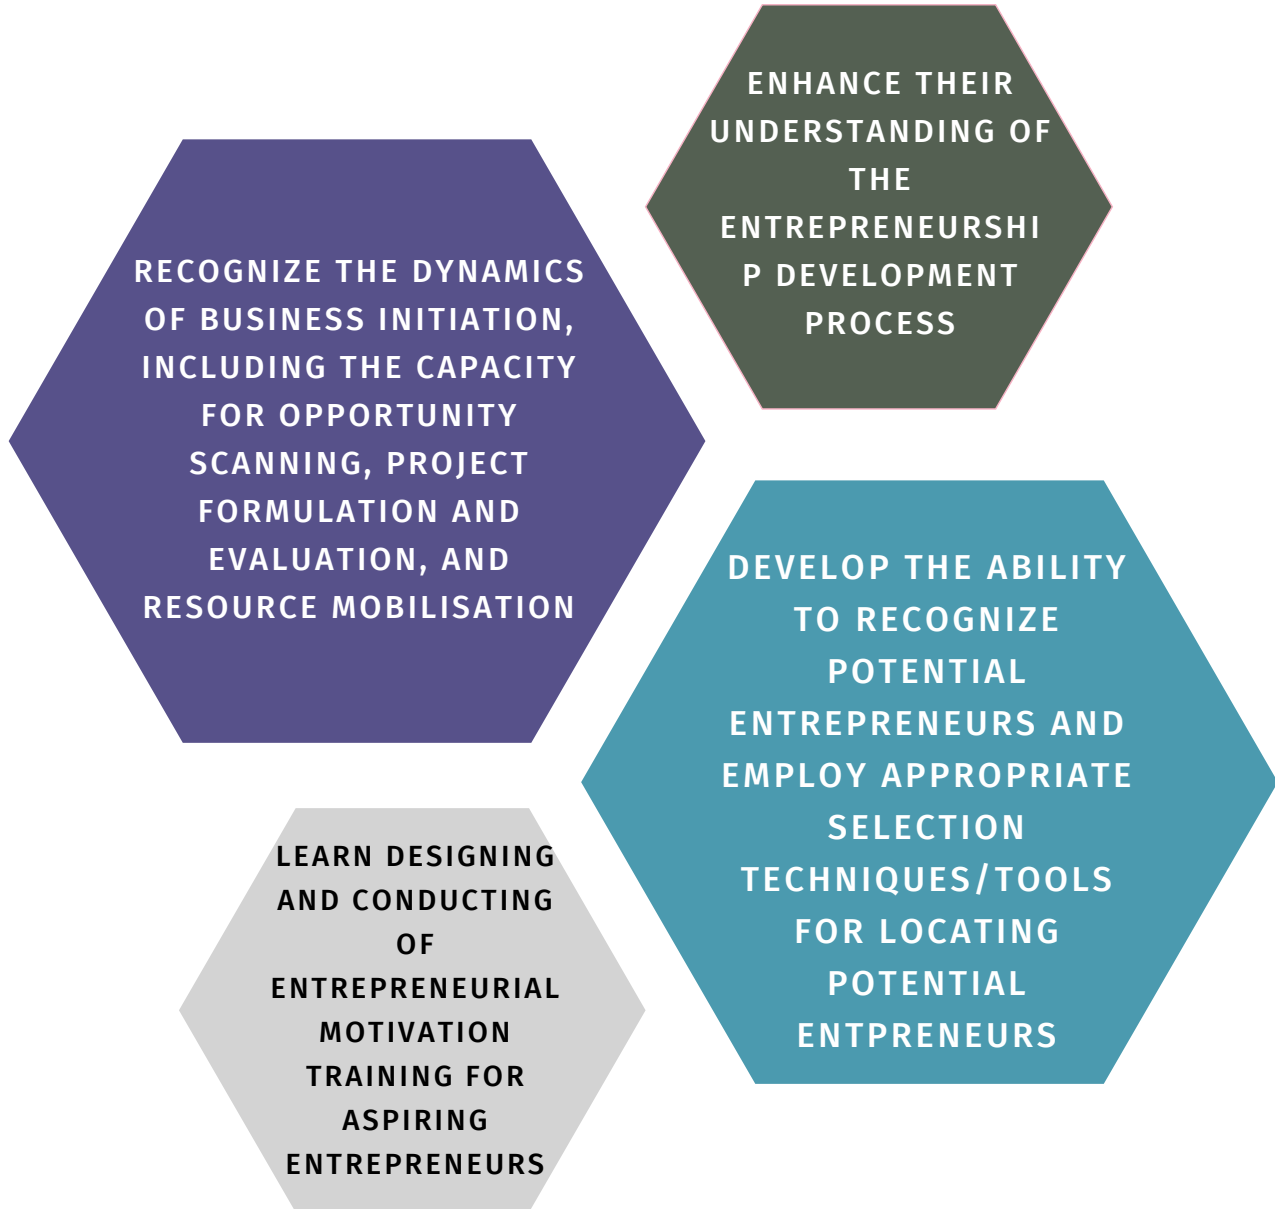 ENHANCE THEIR
UNDERSTANDING OF
THE
ENTREPRENEURSHI
P DEVELOPMENT
PROCESS
RECOGNIZE THE DYNAMICS
OF BUSINESS INITIATION,
INCLUDING THE CAPACITY
FOR OPPORTUNITY
SCANNING, PROJECT
FORMULATION AND
EVALUATION, AND
RESOURCE MOBILISATION
DEVELOP THE ABILITY
TO RECOGNIZE
POTENTIAL
ENTREPRENEURS AND
EMPLOY APPROPRIATE
SELECTION
TECHNIQUES/TOOLS
FOR LOCATING
POTENTIAL
ENTPRENEURS
LEARN DESIGNING
AND CONDUCTING
OF
ENTREPRENEURIAL
MOTIVATION
TRAINING FOR
ASPIRING
ENTREPRENEURS